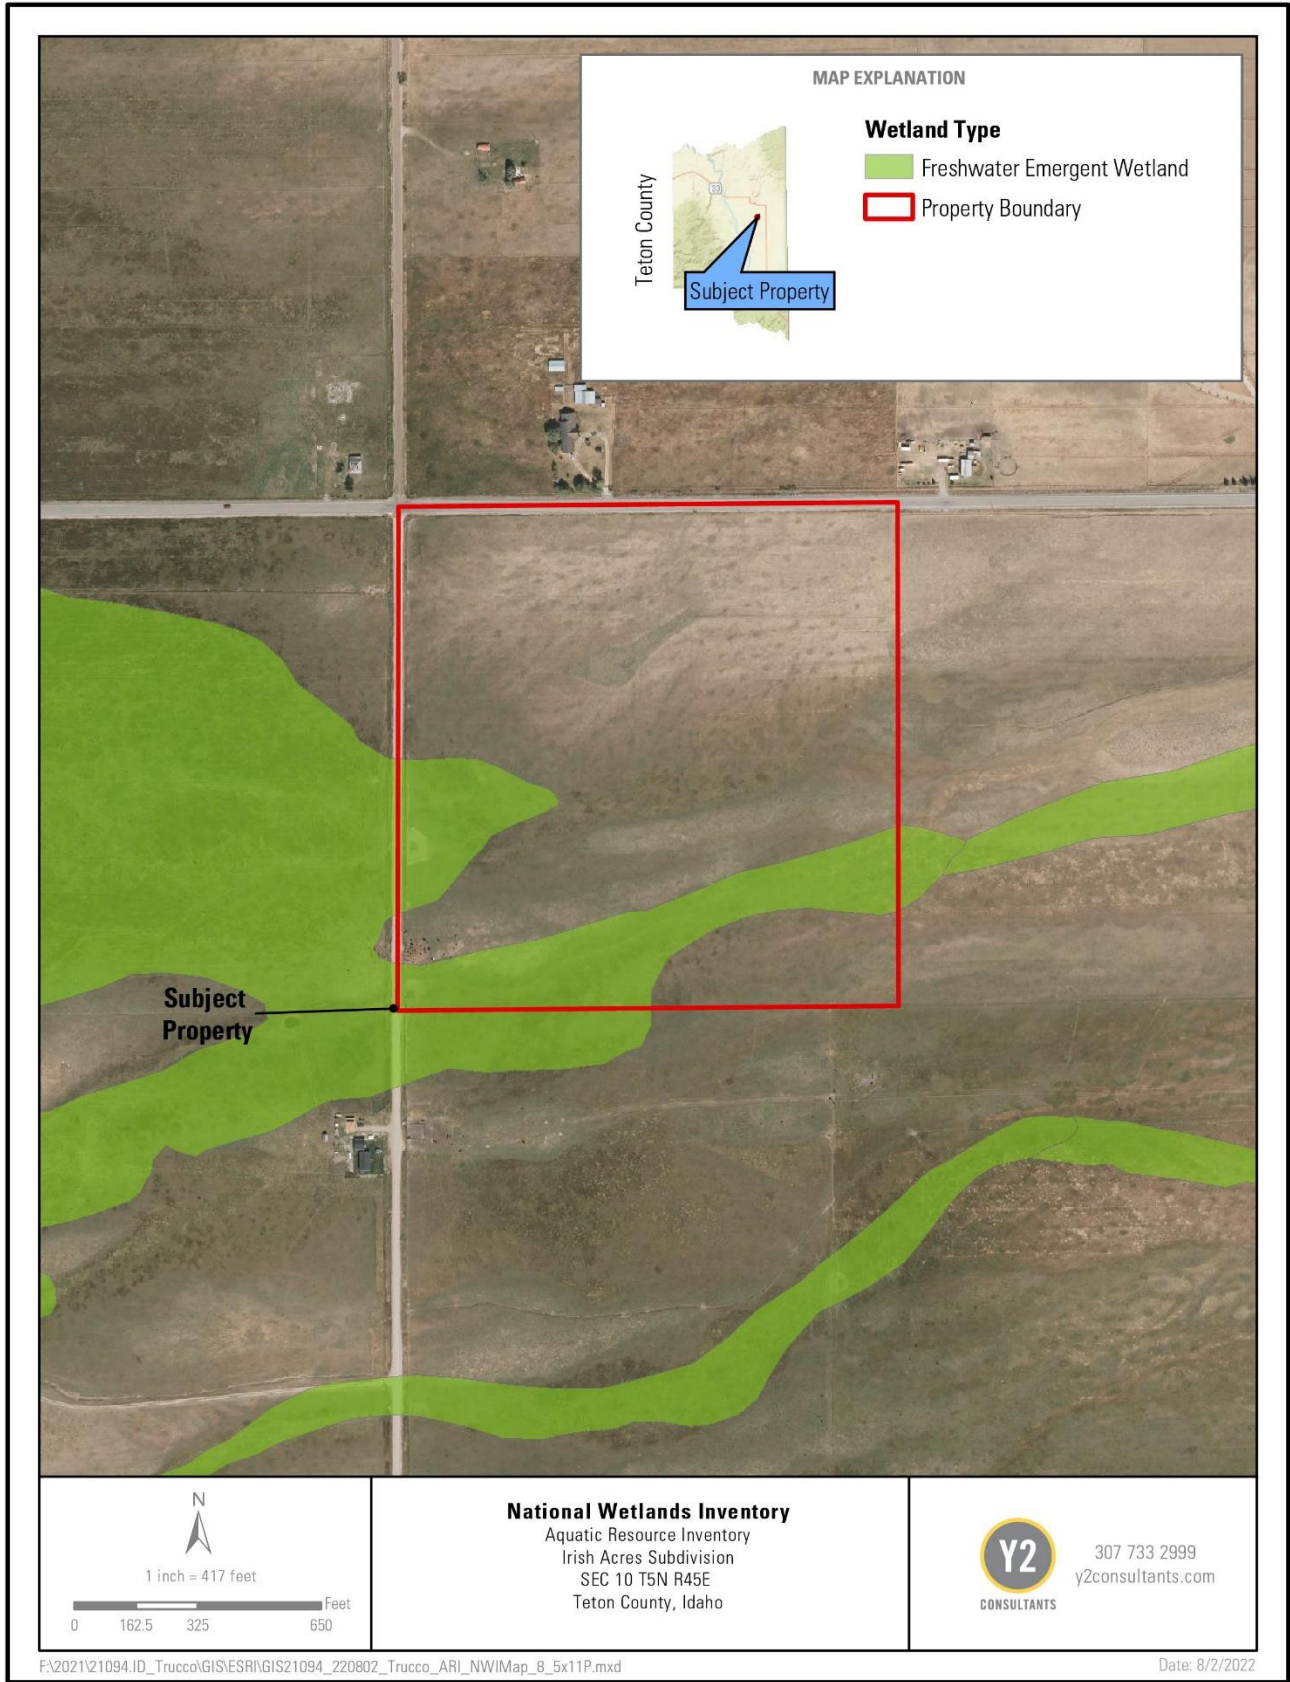 MAP EXPLANATION
Teton County
33
Subject Property
Wetland Type
Freshwater Emergent Wetland
Property Boundary
Subject
Property
N
1 inch = 417 feet
Feet
0 162.5 325 650
National Wetlands Inventory
Aquatic Resource Inventory
Irish Acres Subdivision
SEC 10 T5N R45E
Teton County, Idaho
Y2
CONSULTANTS
307 733 2999
y2consultants.com
F:\2021\21094.ID_Trucco\GIS\ESRI\GIS21094_220802_Trucco_ARI_NWIMap_8_5x11P.mxd
Date: 8/2/2022